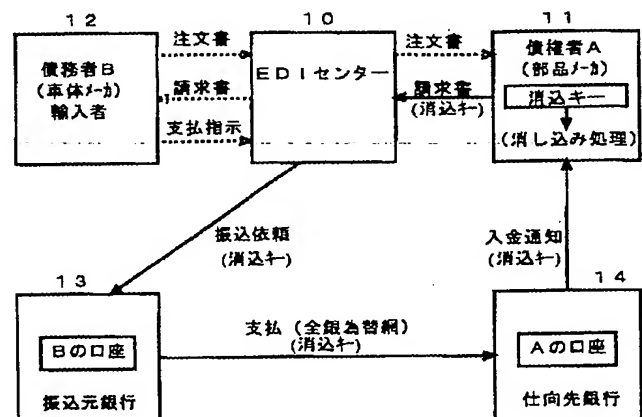 12
債務者B
(車体メーカ)
輸入者
注文書
請求書
支払指示
10
EDIセンター
注文書
請求書
(消込キー)
11
債権者A
(部品メーカ)
消込キー
(消し込み処理)
振込依頼
(消込キー)
入金通知
(消込キー)
13
Bの口座
振込元銀行
支払(全銀為替網)
(消込キー)
14
Aの口座
仕向先銀行